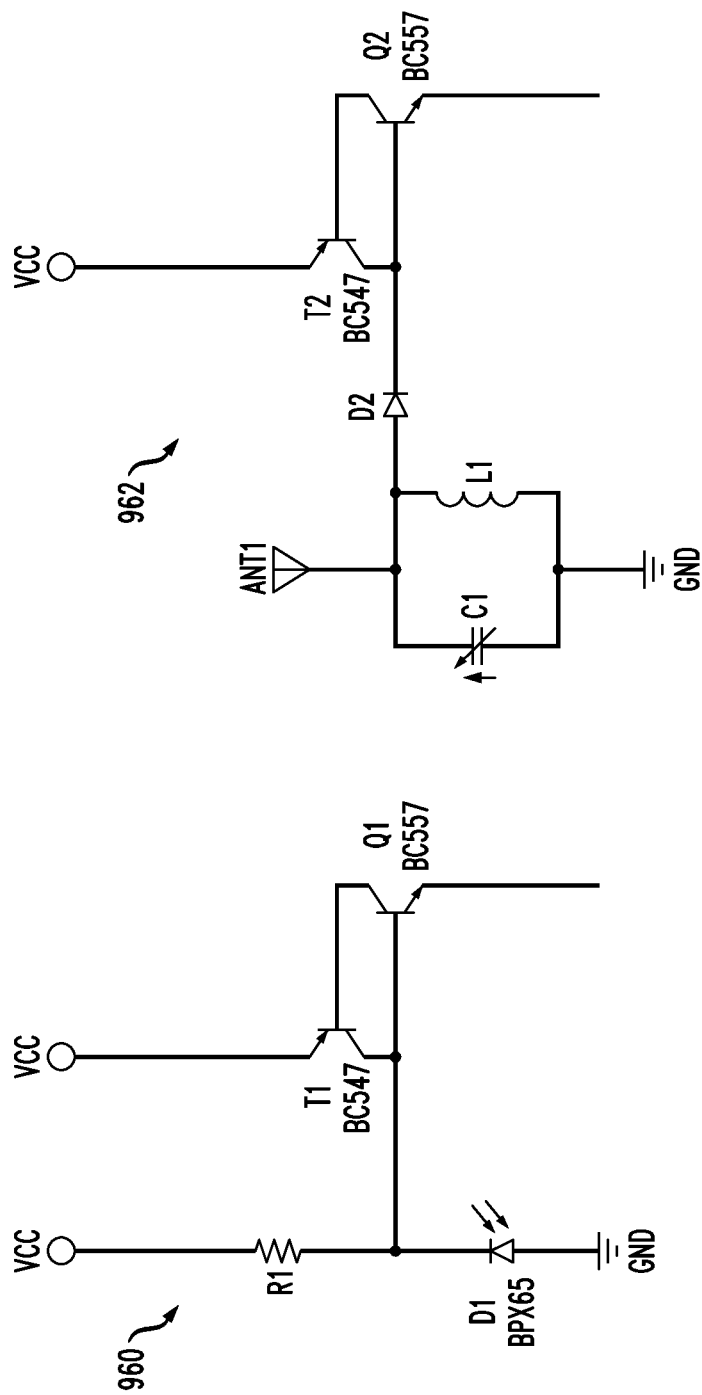 960
VCC
VCC
R1
T1
BC547
Q1
BC557
D1
BPX65
GND
962
VCC
ANT1
T2
BC547
Q2
BC557
D2
C1
L1
GND